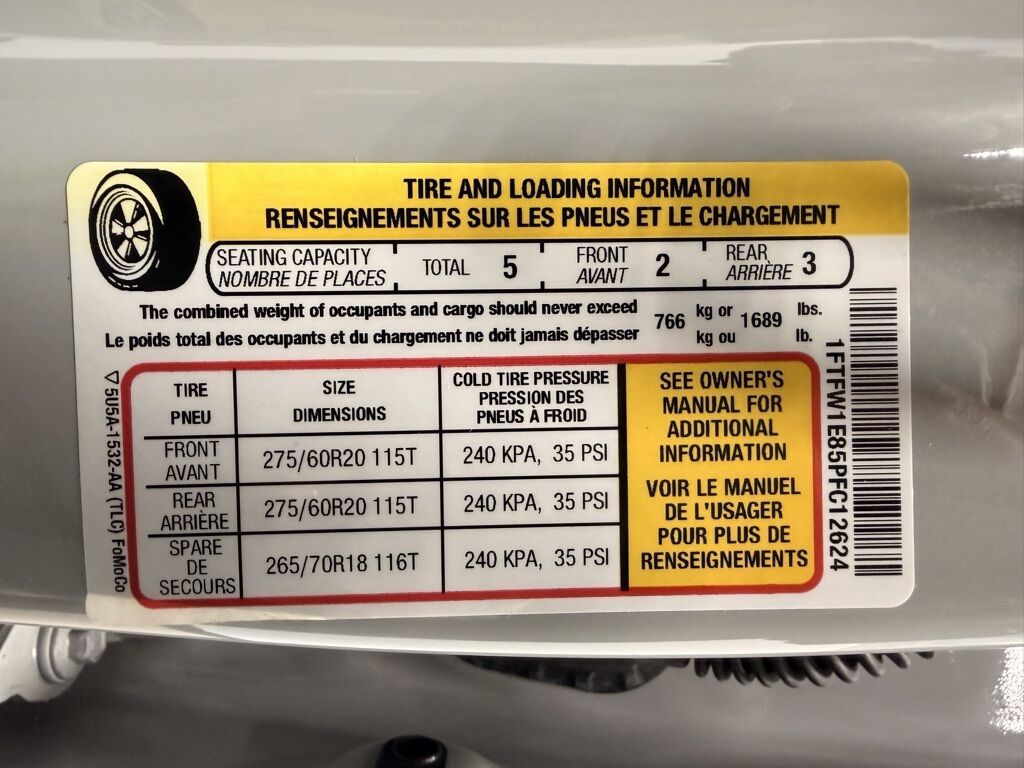 TIRE AND LOADING INFORMATION
RENSEIGNEMENTS SUR LES PNEUS ET LE CHARGEMENT
SEATING CAPACITY
NOMBRE DE PLACES
TOTAL 5
FRONT
AVANT
2
REAR
ARRIÈRE
3
The combined weight of occupants and cargo should never exceed
Le poids total des occupants et du chargement ne doit jamais dépasser
766
kg or
kg ou
1689
lbs.
lb.
TIRE
PNEU
SIZE
DIMENSIONS
COLD TIRE PRESSURE
PRESSION DES
PNEUS À FROID
FRONT
AVANT
275/60R20 115T
240 KPA, 35 PSI
REAR
ARRIÈRE
275/60R20 115T
240 KPA, 35 PSI
SPARE
DE
SECOURS
265/70R18 116T
240 KPA, 35 PSI
SEE OWNER'S
MANUAL FOR
ADDITIONAL
INFORMATION
VOIR LE MANUEL
DE L'USAGER
POUR PLUS DE
RENSEIGNEMENTS
1FTFW1E85PFC12624
▽5U5A-1532-AA (TLC) FoMoCo